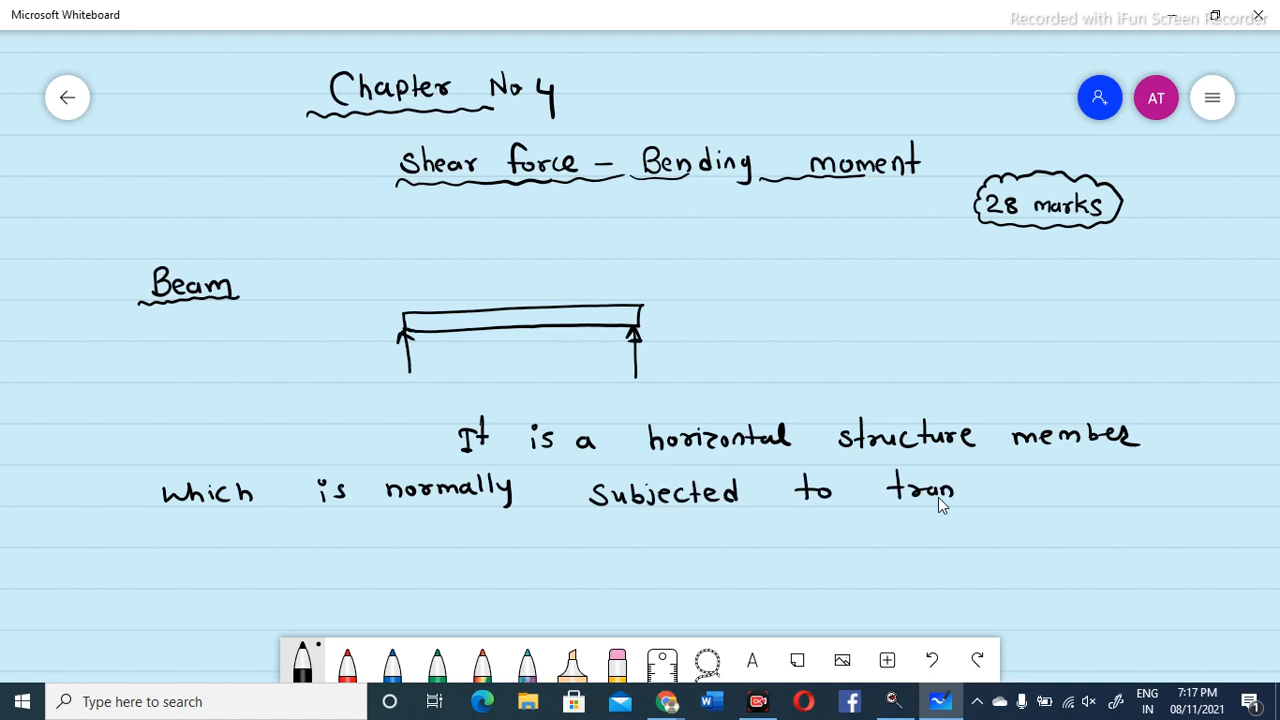 Microsoft Whiteboard
Recorded with iFun Screen Recorder
Chapter No 4
AT
Shear force - Bending moment
28 marks
Beam
It is a horizontal structure member
which is normally subjected to tran
A
Type here to search
ENG
IN
7:17 PM
08/11/2021
1